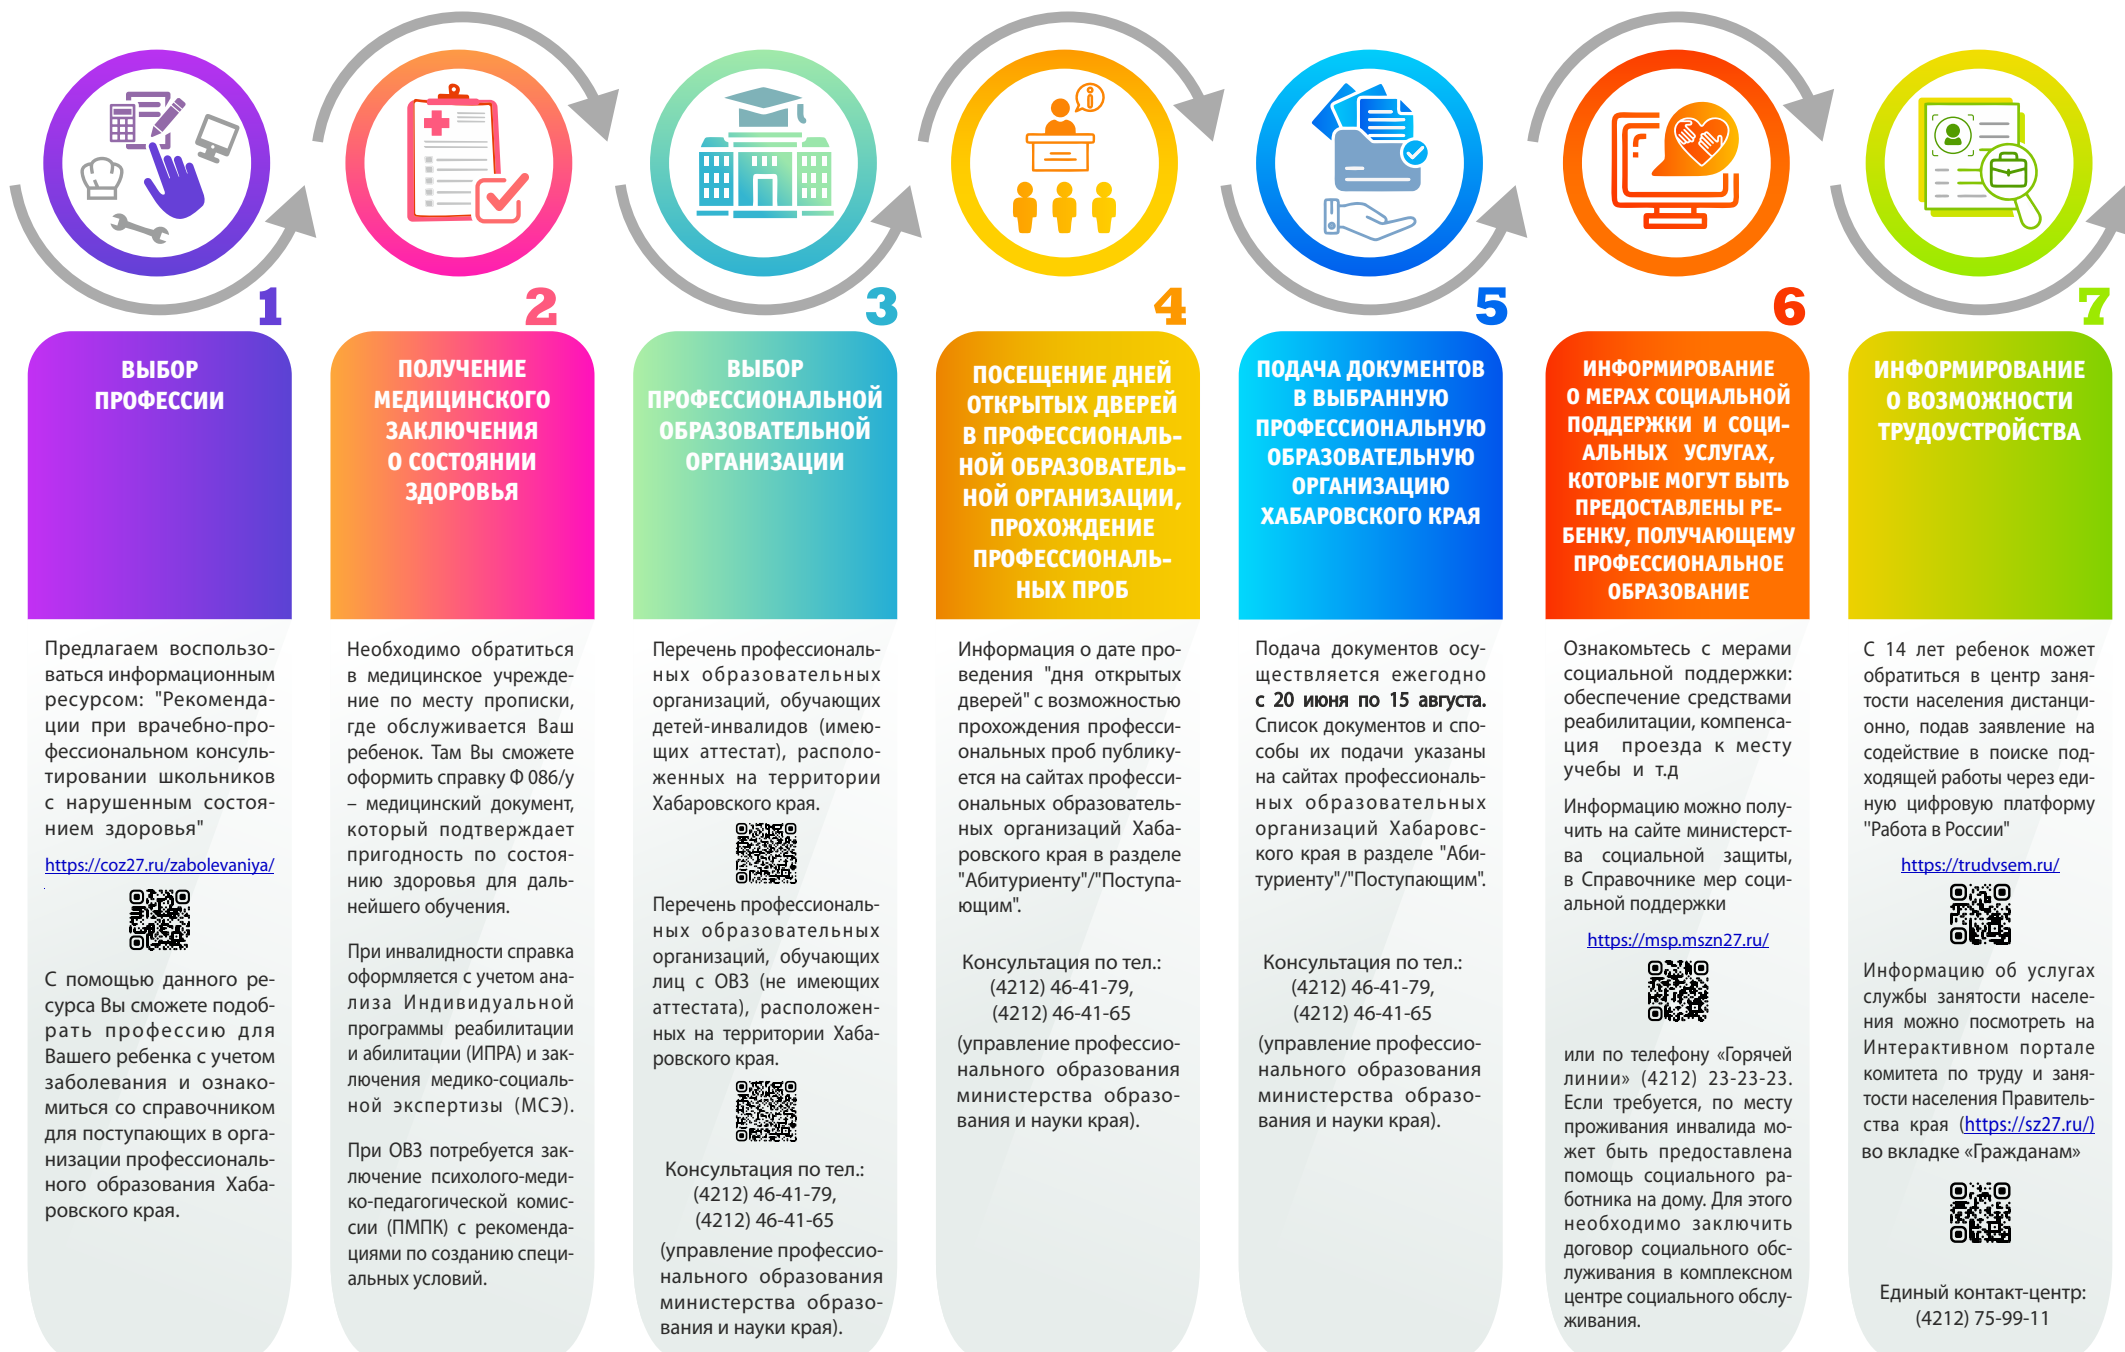 1
ВЫБОР
ПРОФЕССИИ
Предлагаем воспользо-
ваться информационным
ресурсом: "Рекоменда-
ции при врачебно-про-
фессиональном консуль-
тировании школьников
с нарушенным состоя-
нием здоровья"
https://coz27.ru/zabolevaniya/
С помощью данного ре-
сурса Вы сможете подоб-
рать профессию для
Вашего ребенка с учетом
заболевания и ознако-
миться со справочником
для поступающих в орга-
низации профессиональ-
ного образования Хаба-
ровского края.
2
ПОЛУЧЕНИЕ
МЕДИЦИНСКОГО
ЗАКЛЮЧЕНИЯ
О СОСТОЯНИИ
ЗДОРОВЬЯ
Необходимо обратиться
в медицинское учрежде-
ние по месту прописки,
где обслуживается Ваш
ребенок. Там Вы сможете
оформить справку Ф 086/у
– медицинский документ,
который подтверждает
пригодность по состоя-
нию здоровья для даль-
нейшего обучения.
При инвалидности справка
оформляется с учетом ана-
лиза Индивидуальной
программы реабилитации
и абилитации (ИПРА) и зак-
лючения медико-социаль-
ной экспертизы (МСЭ).
При ОВЗ потребуется зак-
лючение психолого-меди-
ко-педагогической комис-
сии (ПМПК) с рекоменда-
циями по созданию специ-
альных условий.
3
ВЫБОР
ПРОФЕССИОНАЛЬНОЙ
ОБРАЗОВАТЕЛЬНОЙ
ОРГАНИЗАЦИИ
Перечень профессиональ-
ных образовательных
организаций, обучающих
детей-инвалидов (имею-
щих аттестат), располо-
женных на территории
Хабаровского края.
Перечень профессиональ-
ных образовательных
организаций, обучающих
лиц с ОВЗ (не имеющих
аттестата), расположен-
ных на территории Хаба-
ровского края.
Консультация по тел.:
(4212) 46-41-79,
(4212) 46-41-65
(управление профессио-
нального образования
министерства образо-
вания и науки края).
4
ПОСЕЩЕНИЕ ДНЕЙ
ОТКРЫТЫХ ДВЕРЕЙ
В ПРОФЕССИОНАЛЬ-
НОЙ ОБРАЗОВАТЕЛЬ-
НОЙ ОРГАНИЗАЦИИ,
ПРОХОЖДЕНИЕ
ПРОФЕССИОНАЛЬ-
НЫХ ПРОБ
Информация о дате про-
ведения "дня открытых
дверей" с возможностью
прохождения професси-
ональных проб публику-
ется на сайтах професси-
ональных образователь-
ных организаций Хаба-
ровского края в разделе
"Абитуриенту"/"Поступа-
ющим".
Консультация по тел.:
(4212) 46-41-79,
(4212) 46-41-65
(управление профессио-
нального образования
министерства образо-
вания и науки края).
5
ПОДАЧА ДОКУМЕНТОВ
В ВЫБРАННУЮ
ПРОФЕССИОНАЛЬНУЮ
ОБРАЗОВАТЕЛЬНУЮ
ОРГАНИЗАЦИЮ
ХАБАРОВСКОГО КРАЯ
Подача документов осу-
ществляется ежегодно
с 20 июня по 15 августа.
Список документов и спо-
собы их подачи указаны
на сайтах профессиональ-
ных образовательных
организаций Хабаровс-
кого края в разделе "Аби-
туриенту"/"Поступающим".
Консультация по тел.:
(4212) 46-41-79,
(4212) 46-41-65
(управление профессио-
нального образования
министерства образо-
вания и науки края).
6
ИНФОРМИРОВАНИЕ
О МЕРАХ СОЦИАЛЬНОЙ
ПОДДЕРЖКИ И СОЦИ-
АЛЬНЫХ УСЛУГАХ,
КОТОРЫЕ МОГУТ БЫТЬ
ПРЕДОСТАВЛЕНЫ РЕ-
БЕНКУ, ПОЛУЧАЮЩЕМУ
ПРОФЕССИОНАЛЬНОЕ
ОБРАЗОВАНИЕ
Ознакомьтесь с мерами
социальной поддержки:
обеспечение средствами
реабилитации, компенса-
ция проезда к месту
учебы и т.д
Информацию можно полу-
чить на сайте министерст-
ва социальной защиты,
в Справочнике мер соци-
альной поддержки
https://msp.mszn27.ru/
или по телефону «Горячей
линии» (4212) 23-23-23.
Если требуется, по месту
проживания инвалида мо-
жет быть предоставлена
помощь социального ра-
ботника на дому. Для этого
необходимо заключить
договор социального обс-
луживания в комплексном
центре социального обслу-
живания.
7
ИНФОРМИРОВАНИЕ
О ВОЗМОЖНОСТИ
ТРУДОУСТРОЙСТВА
С 14 лет ребенок может
обратиться в центр заня-
тости населения дистанци-
онно, подав заявление на
содействие в поиске под-
ходящей работы через еди-
ную цифровую платформу
"Работа в России"
https://trudvsem.ru/
Информацию об услугах
службы занятости населе-
ния можно посмотреть на
Интерактивном портале
комитета по труду и заня-
тости населения Правитель-
ства края (https://sz27.ru/)
во вкладке «Гражданам»
Единый контакт-центр:
(4212) 75-99-11